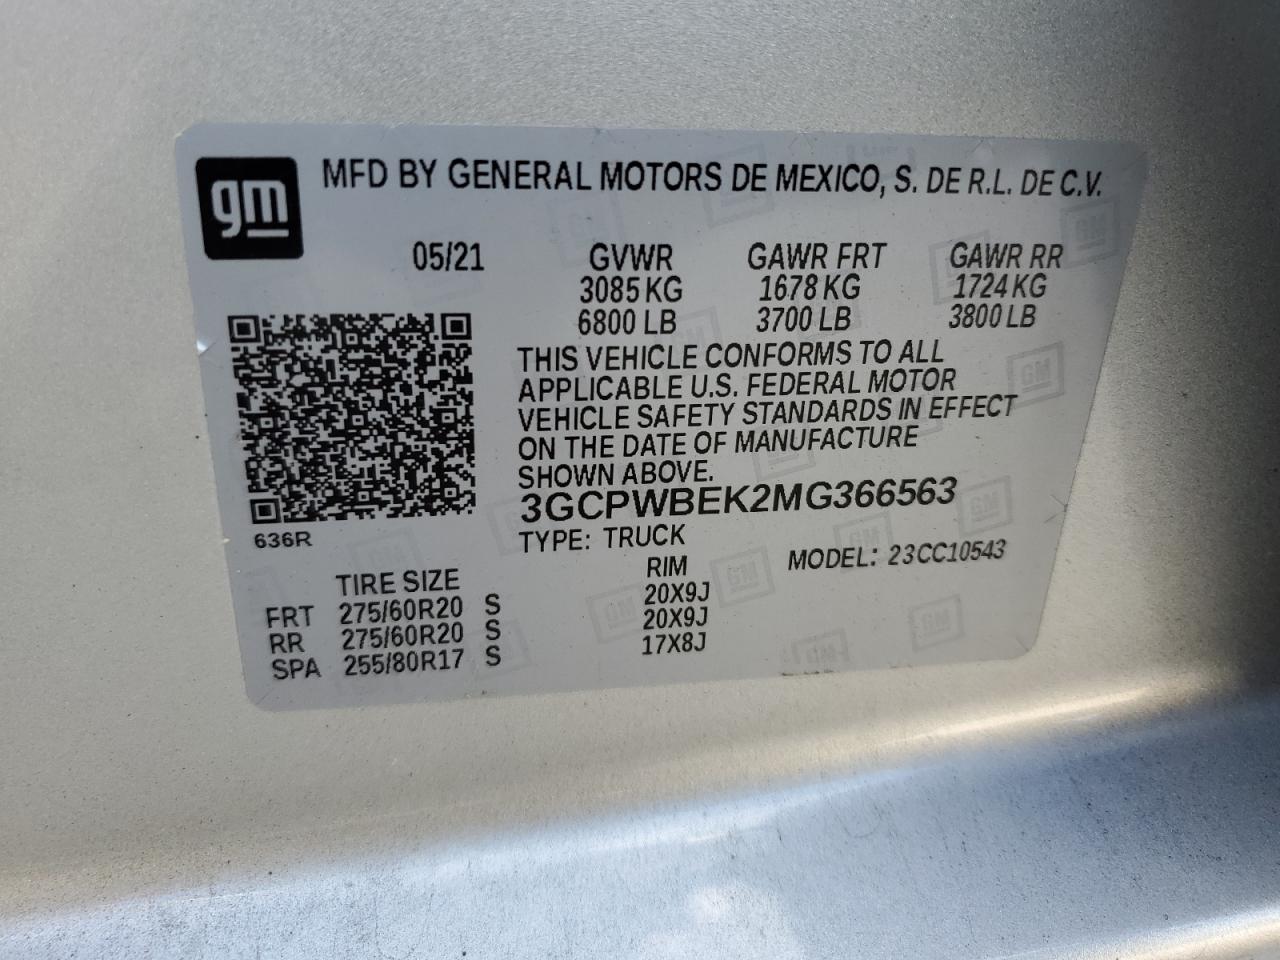 gm
MFD BY GENERAL MOTORS DE MEXICO, S. DE R.L. DE C.V.
05/21 GVWR GAWR FRT GAWR RR
3085 KG 1678 KG 1724 KG
6800 LB 3700 LB 3800 LB
THIS VEHICLE CONFORMS TO ALL
APPLICABLE U.S. FEDERAL MOTOR
VEHICLE SAFETY STANDARDS IN EFFECT
ON THE DATE OF MANUFACTURE
SHOWN ABOVE.
3GCPWBEK2MG366563
636R
TYPE: TRUCK MODEL: 23CC10543
TIRE SIZE RIM
FRT 275/60R20 S 20X9J
RR 275/60R20 S 20X9J
SPA 255/80R17 S 17X8J